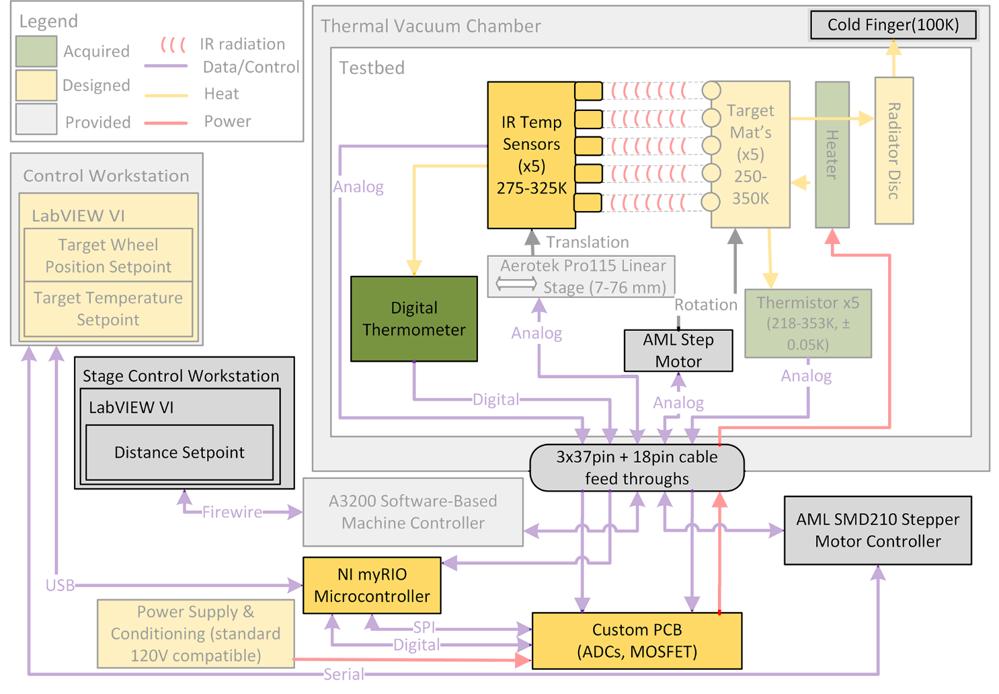 Legend
Acquired
Designed
Provided
IR radiation
Data/Control
Heat
Power
Thermal Vacuum Chamber
Cold Finger(100K)
Testbed
IR Temp
Sensors
(x5)
275-325K
Target
Mat's
(x5)
250-
350K
Heater
Radiator Disc
Analog
Control Workstation
LabVIEW VI
Target Wheel
Position Setpoint
Target Temperature
Setpoint
Translation
Aerotek Pro115 Linear
Stage (7-76 mm)
Digital
Thermometer
Rotation
Thermistor x5
(218-353K, ±
0.05K)
Analog
AML Step
Motor
Analog
Digital
Analog
Stage Control Workstation
LabVIEW VI
Distance Setpoint
3x37pin + 18pin cable
feed throughs
Firewire
A3200 Software-Based
Machine Controller
AML SMD210 Stepper
Motor Controller
NI myRIO
Microcontroller
USB
Power Supply &
Conditioning (standard
120V compatible)
SPI
Digital
Custom PCB
(ADCs, MOSFET)
Serial